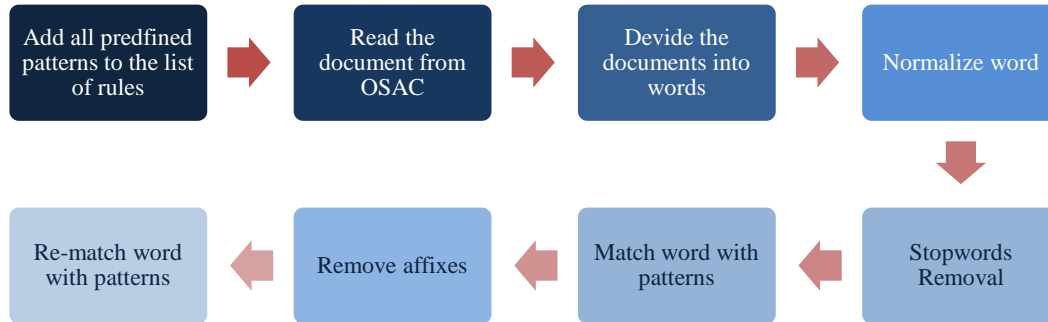 Add all predfined
patterns to the list
of rules
Read the
document from
OSAC
Devide the
documents into
words
Normalize word
Stopwords
Removal
Match word with
patterns
Remove affixes
Re-match word
with patterns